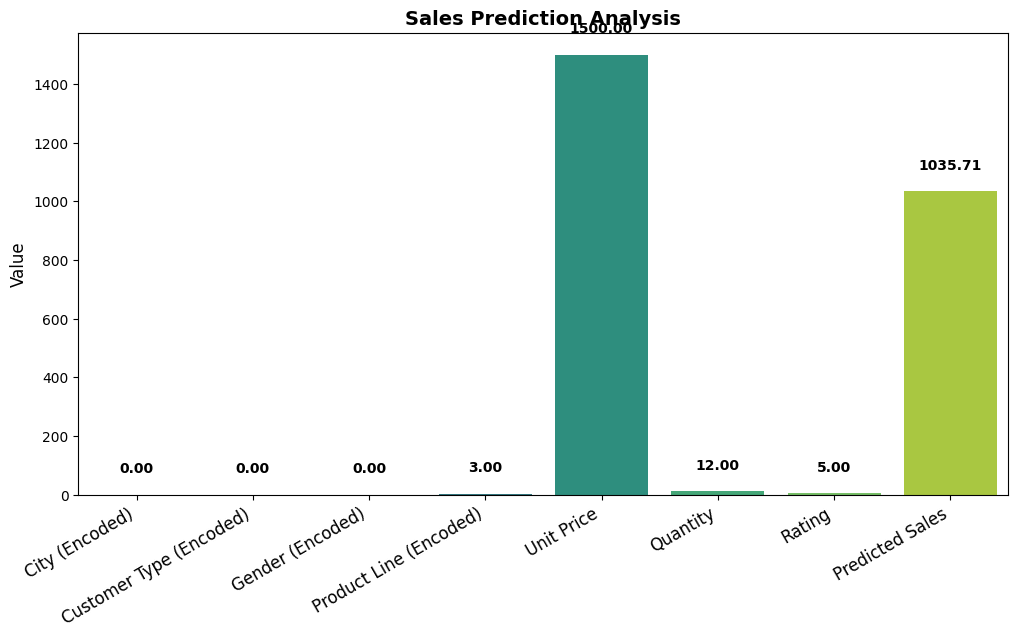 Sales Prediction Analysis
1500.00
1400
1200
1035.71
1000
Value
800
600
400
200
0.00
0.00
0.00
3.00
12.00
5.00
0
City (Encoded)
Customer Type (Encoded)
Gender (Encoded)
Product Line (Encoded)
Unit Price
Quantity
Rating
Predicted Sales